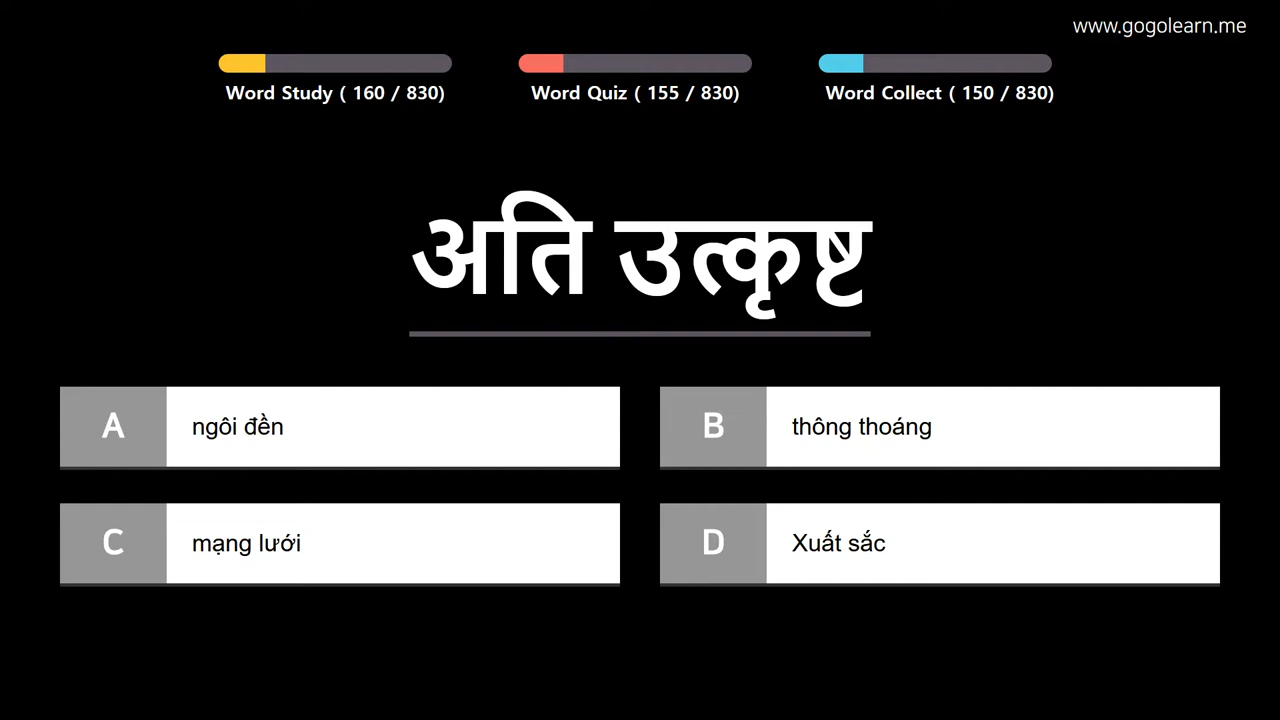 www.gogolearn.me
Word Study ( 160 / 830)
Word Quiz ( 155 / 830)
Word Collect ( 150 / 830)
अति उत्कृष्ट
A ngôi đền
B thông thoáng
C mạng lưới
D Xuất sắc